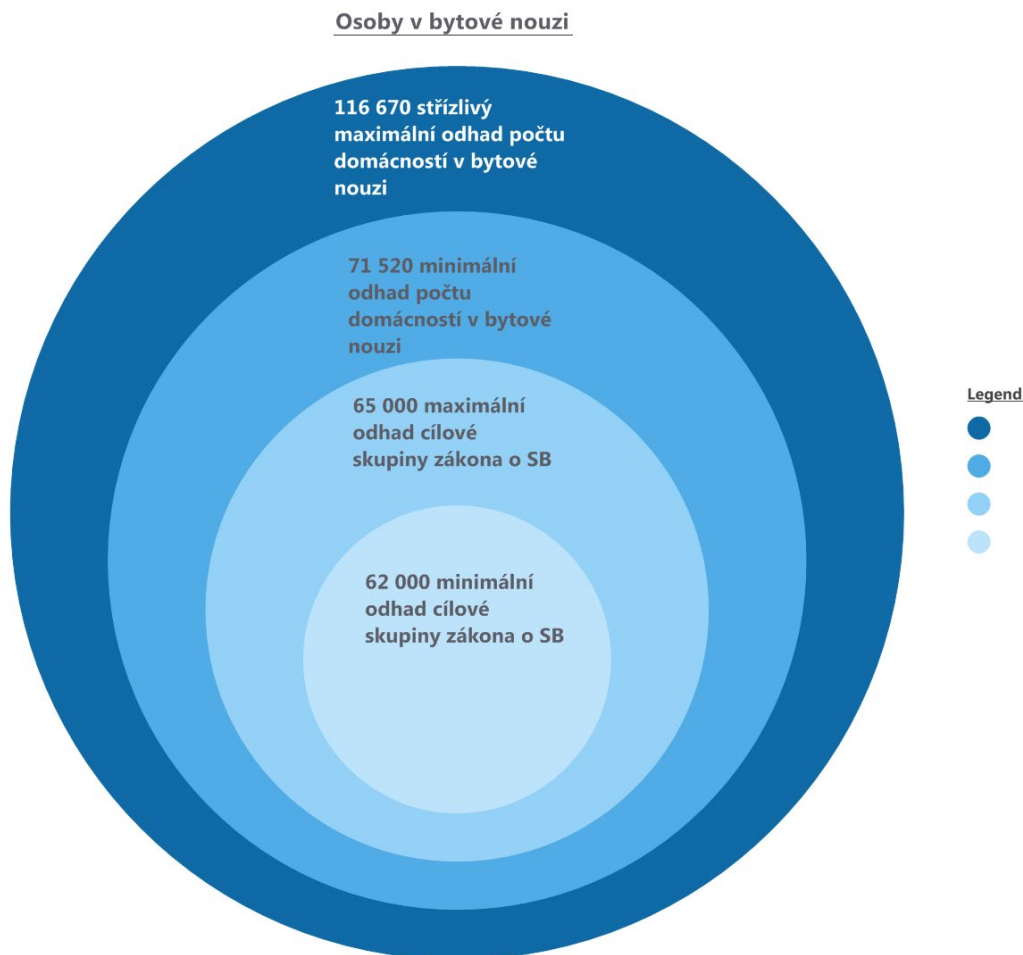 Osoby v bytové nouzi
116 670 střízlivý
maximální odhad počtu
domácností v bytové
nouzi
71 520 minimální
odhad počtu
domácností v bytové
nouzi
65 000 maximální
odhad cílové
skupiny zákona o SB
62 000 minimální
odhad cílové
skupiny zákona o SB
Legend